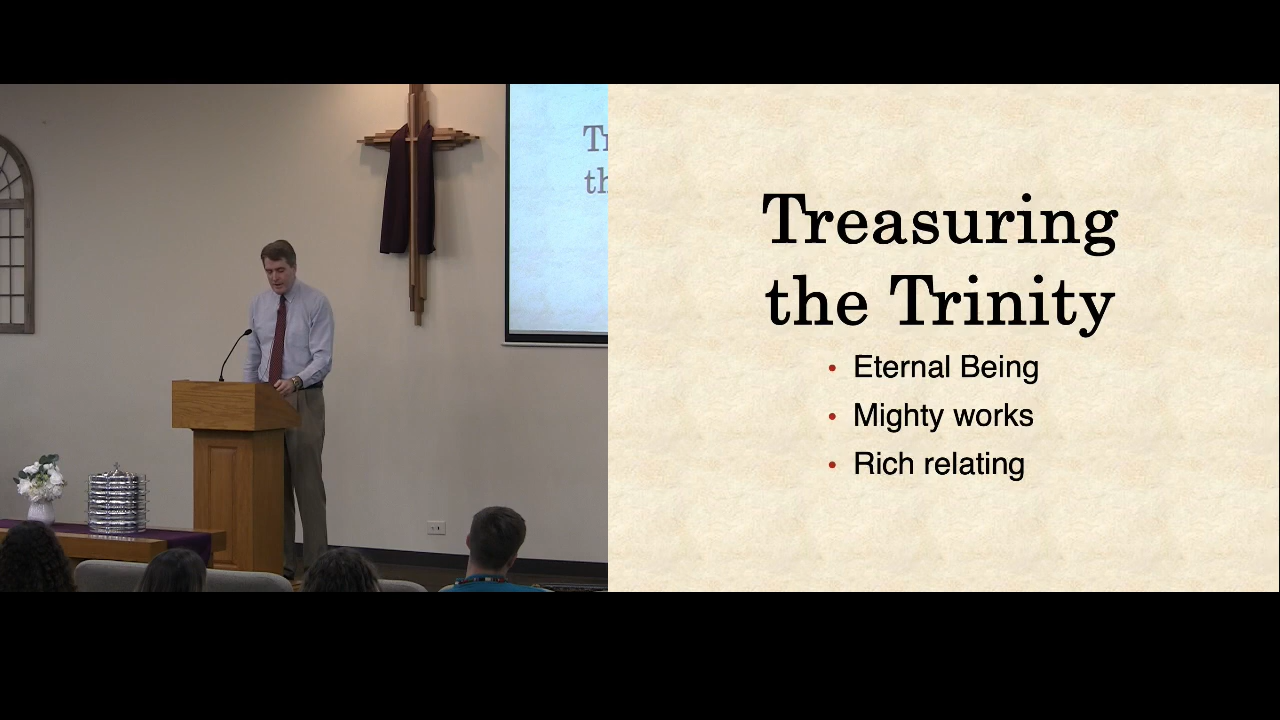 Treasuring
the Trinity
• Eternal Being
• Mighty works
• Rich relating